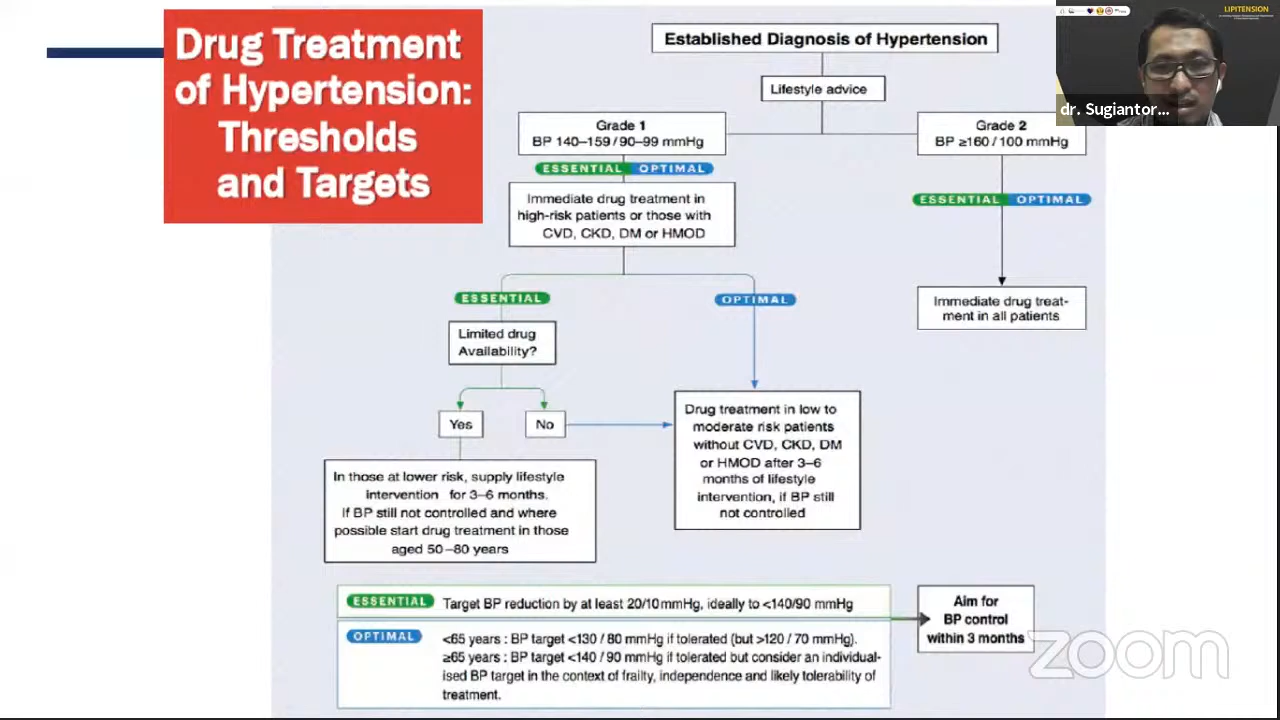 Drug Treatment
of Hypertension:
Thresholds
and Targets
LIPITENSION
dr. Sugiantor...
Established Diagnosis of Hypertension
Lifestyle advice
Grade 1
BP 140–159/90–99 mmHg
ESSENTIAL OPTIMAL
Immediate drug treatment in
high-risk patients or those with
CVD, CKD, DM or HMOD
Grade 2
BP ≥160/100 mmHg
ESSENTIAL OPTIMAL
Immediate drug treat-
ment in all patients
ESSENTIAL
Limited drug
Availability?
Yes
No
In those at lower risk, supply lifestyle
intervention for 3–6 months.
If BP still not controlled and where
possible start drug treatment in those
aged 50–80 years
OPTIMAL
Drug treatment in low to
moderate risk patients
without CVD, CKD, DM
or HMOD after 3–6
months of lifestyle
intervention, if BP still
not controlled
ESSENTIAL Target BP reduction by at least 20/10 mmHg, ideally to <140/90 mmHg
OPTIMAL <65 years : BP target <130 / 80 mmHg if tolerated (but >120 / 70 mmHg).
≥65 years : BP target <140 / 90 mmHg if tolerated but consider an individual-
ised BP target in the context of frailty, independence and likely tolerability of
treatment.
Aim for
BP control
within 3 months
zoom